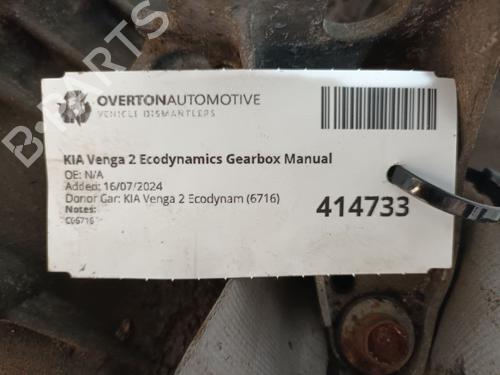 B-PARTS
OVERTONAUTOMOTIVE
VEHICLE DISMANTLERS
KIA Venga 2 Ecodynamics Gearbox Manual
OE: N/A
Added: 16/07/2024
Donor Car: KIA Venga 2 Ecodynam (6716)
Notes:
414733